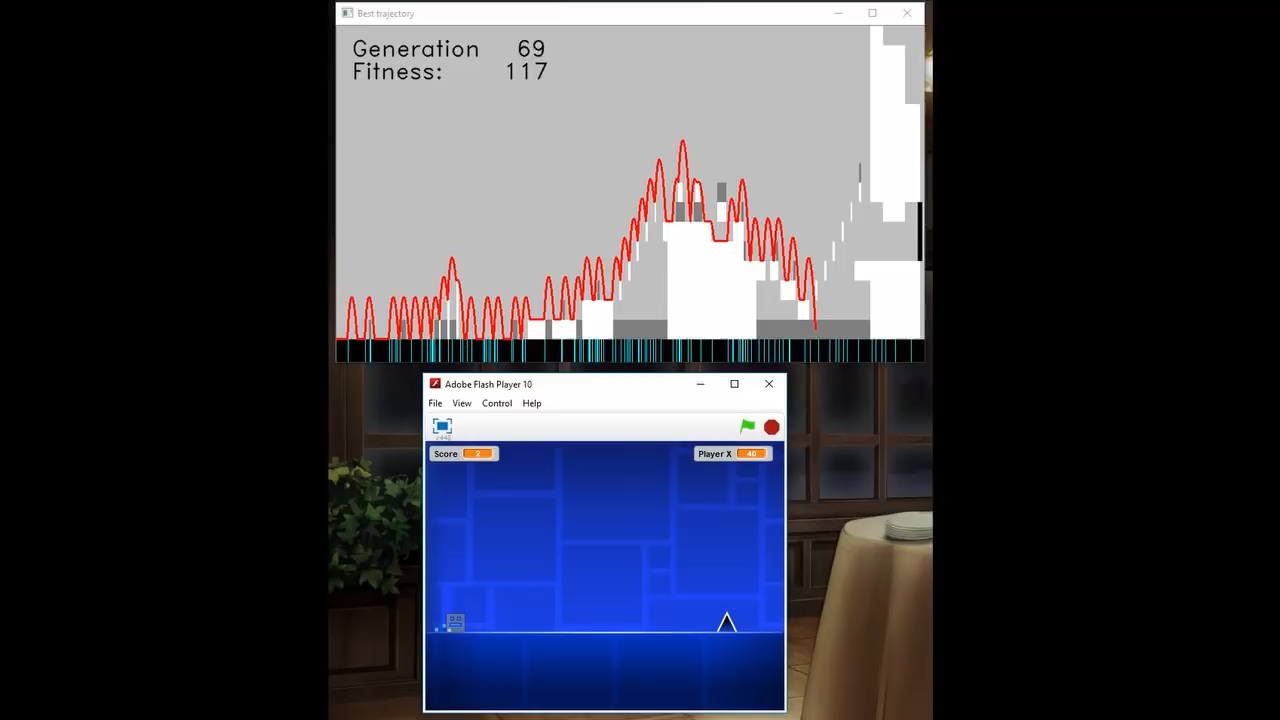 Best trajectory
Generation 69
Fitness: 117
Adobe Flash Player 10
File View Control Help
Score 2
Player X 40